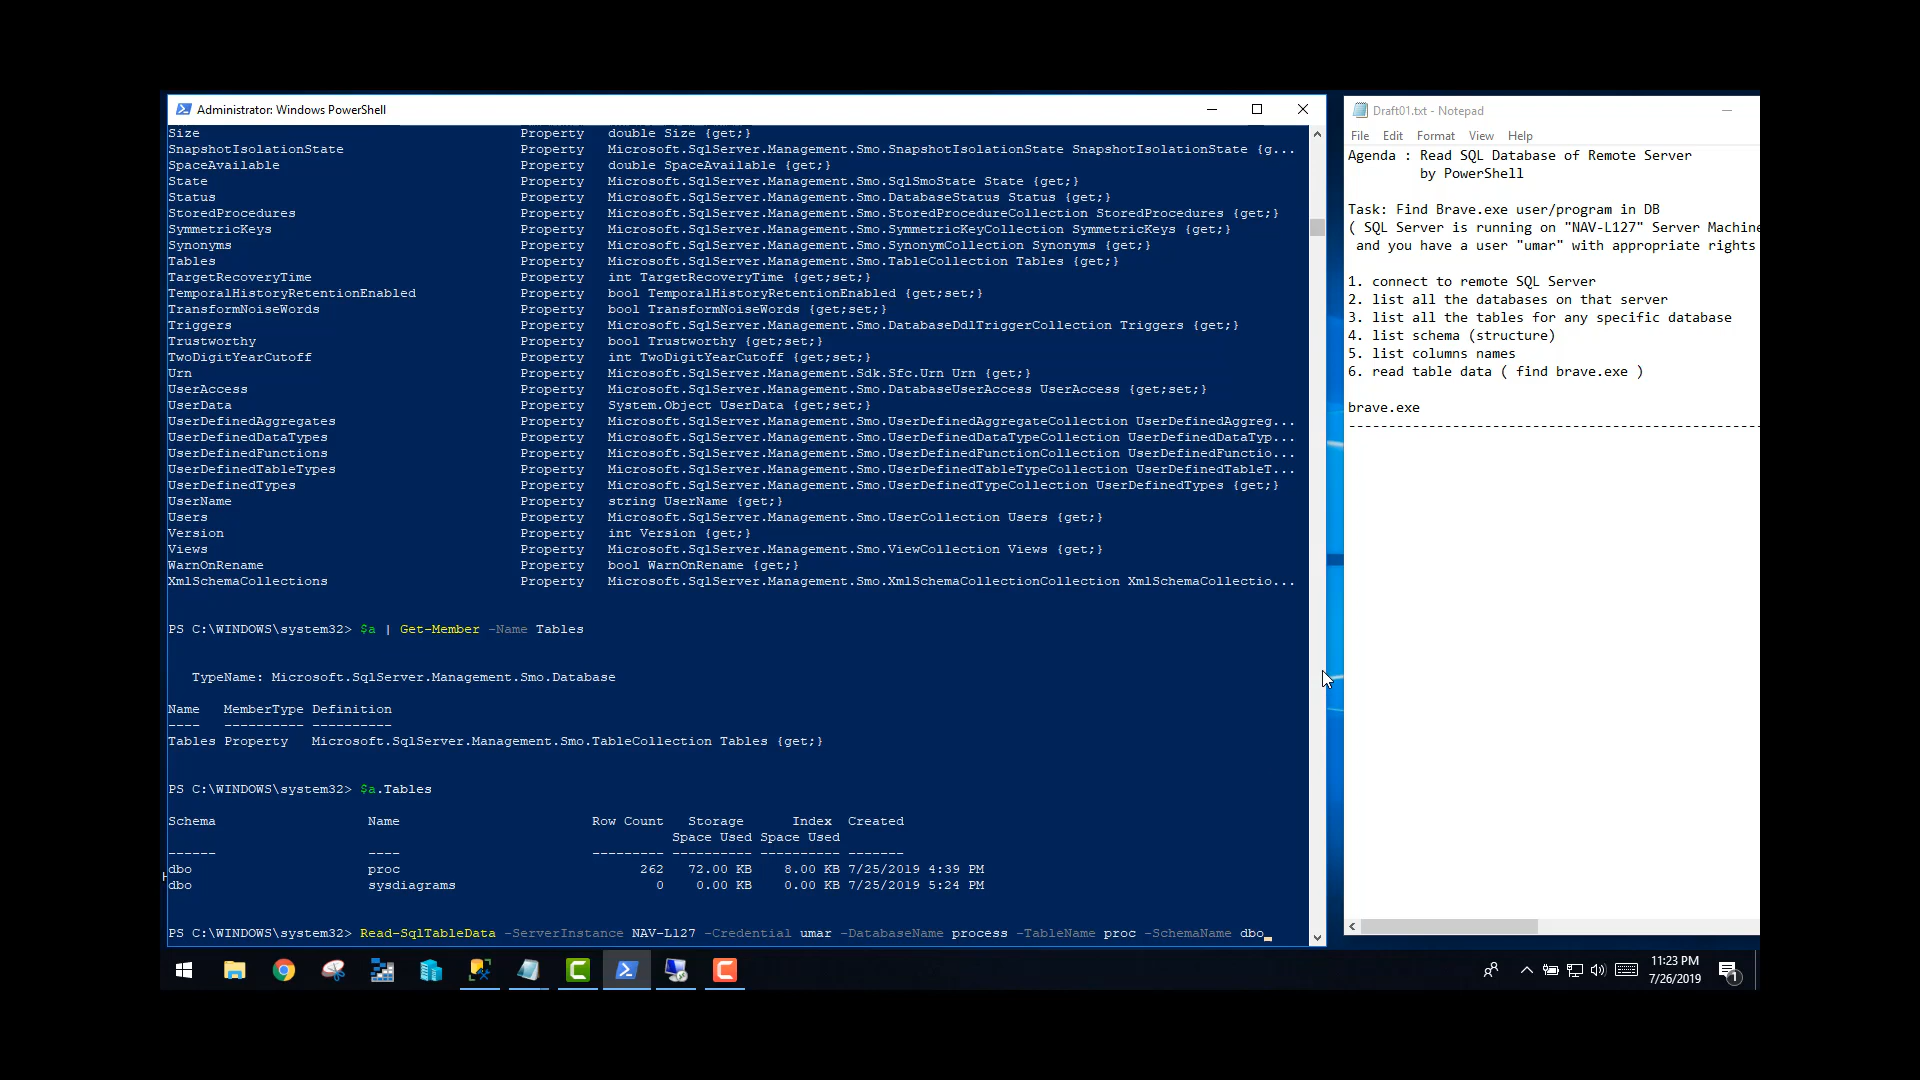 Administrator: Windows PowerShell
Size Property double Size {get;}
SnapshotIsolationState Property Microsoft.SqlServer.Management.Smo.SnapshotIsolationState SnapshotIsolationState {g...
SpaceAvailable Property double SpaceAvailable {get;}
State Property Microsoft.SqlServer.Management.Smo.SqlSmoState State {get;}
Status Property Microsoft.SqlServer.Management.Smo.DatabaseStatus Status {get;}
StoredProcedures Property Microsoft.SqlServer.Management.Smo.StoredProcedureCollection StoredProcedures {get;}
SymmetricKeys Property Microsoft.SqlServer.Management.Smo.SymmetricKeyCollection SymmetricKeys {get;}
Synonyms Property Microsoft.SqlServer.Management.Smo.SynonymCollection Synonyms {get;}
Tables Property Microsoft.SqlServer.Management.Smo.TableCollection Tables {get;}
TargetRecoveryTime Property int TargetRecoveryTime {get;set;}
TemporalHistoryRetentionEnabled Property bool TemporalHistoryRetentionEnabled {get;set;}
TransformNoiseWords Property bool TransformNoiseWords {get;set;}
Triggers Property Microsoft.SqlServer.Management.Smo.DatabaseDdlTriggerCollection Triggers {get;}
Trustworthy Property bool Trustworthy {get;set;}
TwoDigitYearCutoff Property int TwoDigitYearCutoff {get;set;}
Urn Property Microsoft.SqlServer.Management.Sdk.Sfc.Urn Urn {get;}
UserAccess Property Microsoft.SqlServer.Management.Smo.DatabaseUserAccess UserAccess {get;set;}
UserData Property System.Object UserData {get;set;}
UserDefinedAggregates Property Microsoft.SqlServer.Management.Smo.UserDefinedAggregateCollection UserDefinedAggreg...
UserDefinedDataTypes Property Microsoft.SqlServer.Management.Smo.UserDefinedDataTypeCollection UserDefinedDataTyp...
UserDefinedFunctions Property Microsoft.SqlServer.Management.Smo.UserDefinedFunctionCollection UserDefinedFunctio...
UserDefinedTableTypes Property Microsoft.SqlServer.Management.Smo.UserDefinedTableTypeCollection UserDefinedTableT...
UserDefinedTypes Property Microsoft.SqlServer.Management.Smo.UserDefinedTypeCollection UserDefinedTypes {get;}
UserName Property string UserName {get;}
Users Property Microsoft.SqlServer.Management.Smo.UserCollection Users {get;}
Version Property int Version {get;}
Views Property Microsoft.SqlServer.Management.Smo.ViewCollection Views {get;}
WarnOnRename Property bool WarnOnRename {get;}
XmlSchemaCollections Property Microsoft.SqlServer.Management.Smo.XmlSchemaCollectionCollection XmlSchemaCollectio...
PS C:\WINDOWS\system32> $a | Get-Member -Name Tables
TypeName: Microsoft.SqlServer.Management.Smo.Database
Name MemberType Definition
---- ---------- ----------
Tables Property Microsoft.SqlServer.Management.Smo.TableCollection Tables {get;}
PS C:\WINDOWS\system32> $a.Tables
Schema Name Row Count Storage Index Created
Space Used Space Used
------ ---- --------- ---------- ---------- -------
dbo proc 262 72.00 KB 8.00 KB 7/25/2019 4:39 PM
dbo sysdiagrams 0 0.00 KB 0.00 KB 7/25/2019 5:24 PM
PS C:\WINDOWS\system32> Read-SqlTableData -ServerInstance NAV-L127 -Credential umar -DatabaseName process -TableName proc -SchemaName dbo_
Draft01.txt - Notepad
File Edit Format View Help
Agenda : Read SQL Database of Remote Server
by PowerShell
Task: Find Brave.exe user/program in DB
( SQL Server is running on "NAV-L127" Server Machine
and you have a user "umar" with appropriate rights
1. connect to remote SQL Server
2. list all the databases on that server
3. list all the tables for any specific database
4. list schema (structure)
5. list columns names
6. read table data ( find brave.exe )
brave.exe
----------------------------------------------------
11:23 PM
7/26/2019
1